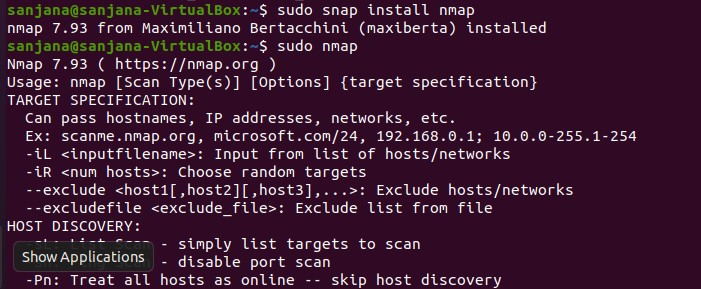 sanjana@sanjana-VirtualBox:~$ sudo snap install nmap
nmap 7.93 from Maximiliano Bertacchini (maxiberta) installed
sanjana@sanjana-VirtualBox:~$ sudo nmap
Nmap 7.93 ( https://nmap.org )
Usage: nmap [Scan Type(s)] [Options] {target specification}
TARGET SPECIFICATION:
  Can pass hostnames, IP addresses, networks, etc.
  Ex: scanme.nmap.org, microsoft.com/24, 192.168.0.1; 10.0.0-255.1-254
  -iL <inputfilename>: Input from list of hosts/networks
  -iR <num hosts>: Choose random targets
  --exclude <host1[,host2][,host3],...>: Exclude hosts/networks
  --excludefile <exclude_file>: Exclude list from file
HOST DISCOVERY:
  -sL: List Scan - simply list targets to scan
Show Applications - disable port scan
  -Pn: Treat all hosts as online -- skip host discovery